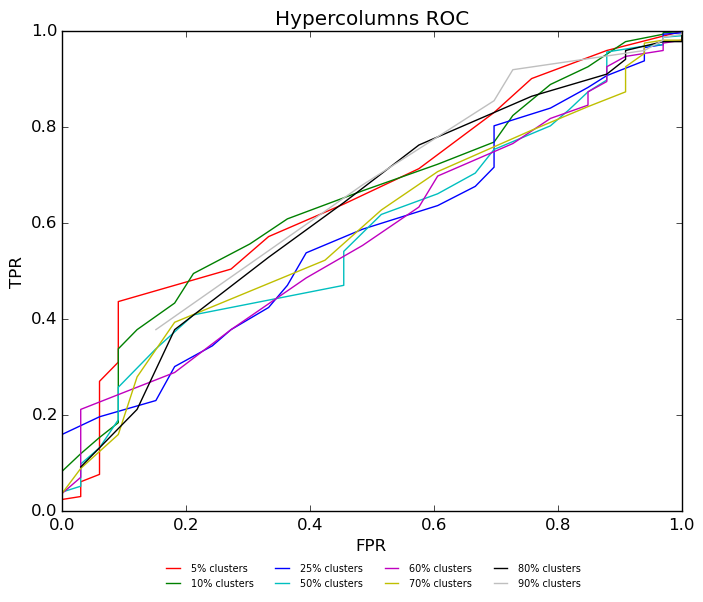 Hypercolumns ROC
1.0
0.8
0.6
0.4
0.2
0.0
TPR
0.0 0.2 0.4 0.6 0.8 1.0
FPR
5% clusters 25% clusters 60% clusters 80% clusters
10% clusters 50% clusters 70% clusters 90% clusters